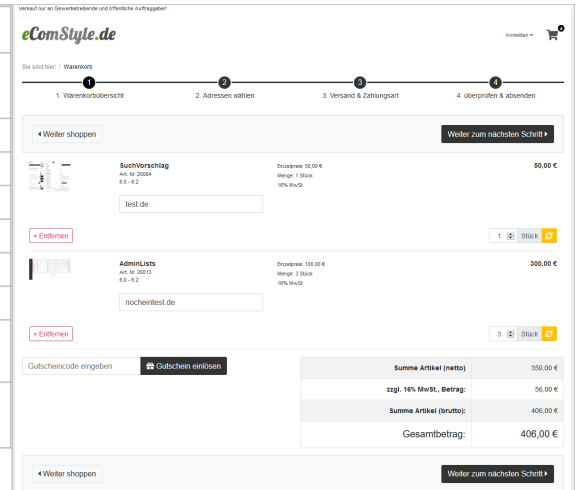 Verkauf nur an Gewerbetreibende und öffentliche Auftraggeber!
eComStyle.de
Anmelden
4
Sie sind hier: / Warenkorb
1 2 3 4
1. Warenkorbübersicht 2. Adressen wählen 3. Versand & Zahlungsart 4. überprüfen & absenden
Weiter shoppen Weiter zum nächsten Schritt
SuchVorschlag Einzelpreis: 50,00 € 50,00 €
Art. Nr. 20084 Menge: 1 Stück
6.0 - 6.2 16% MwSt
test.de
× Entfernen 1 Stück
AdminLists Einzelpreis: 100,00 € 300,00 €
Art. Nr. 20013 Menge: 3 Stück
6.0 - 6.2 16% MwSt
nocheintest.de
× Entfernen 3 Stück
Gutscheincode eingeben Gutschein einlösen
Summe Artikel (netto) 350,00 €
zzgl. 16% MwSt., Betrag: 56,00 €
Summe Artikel (brutto): 406,00 €
Gesamtbetrag: 406,00 €
Weiter shoppen Weiter zum nächsten Schritt